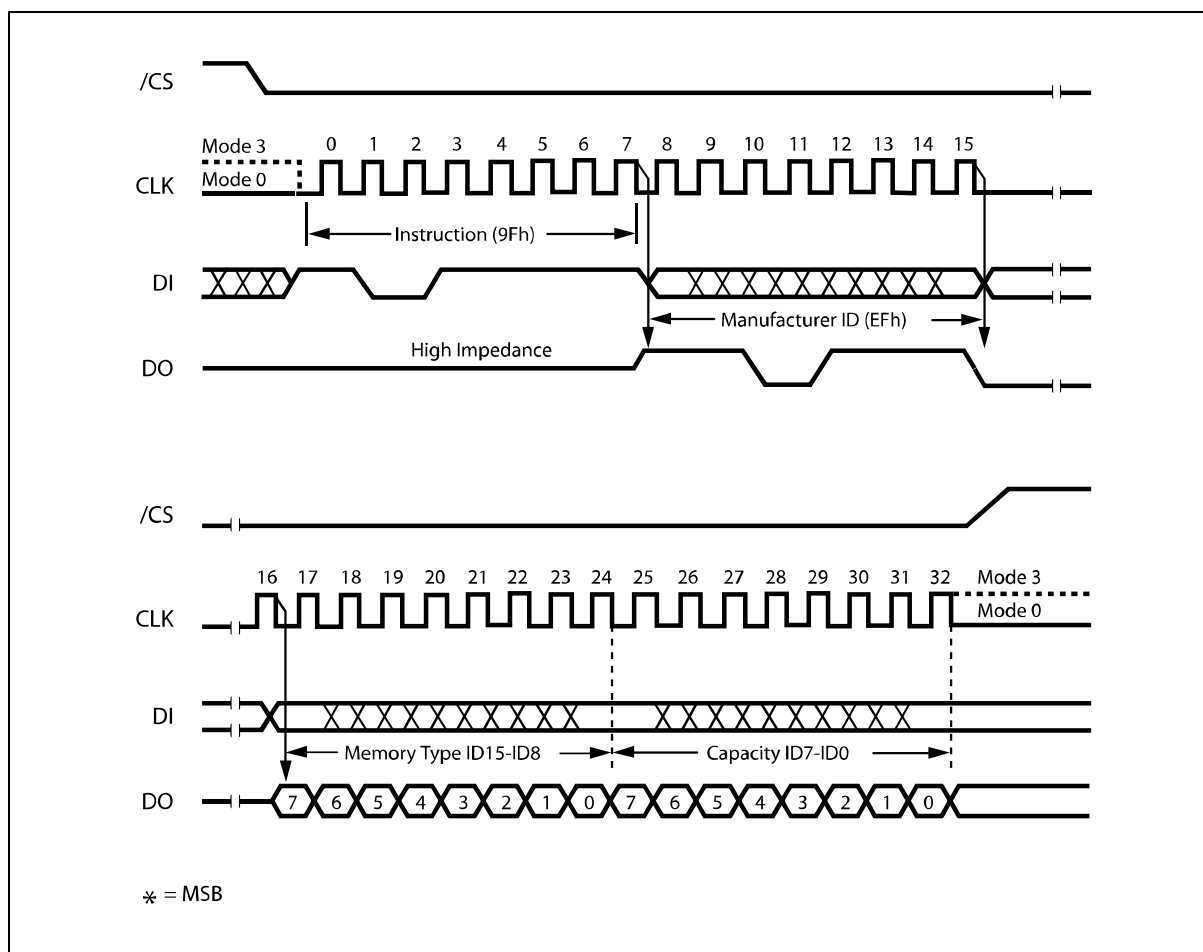 /CS
Mode 3
0 1 2 3 4 5 6 7 8 9 10 11 12 13 14 15
Mode 0
CLK
Instruction (9Fh)
DI
Manufacturer ID (EFh)
High Impedance
DO
/CS
16 17 18 19 20 21 22 23 24 25 26 27 28 29 30 31 32
Mode 3
Mode 0
CLK
DI
Memory Type ID15-ID8
Capacity ID7-ID0
DO
7 6 5 4 3 2 1 0 7 6 5 4 3 2 1 0
* = MSB